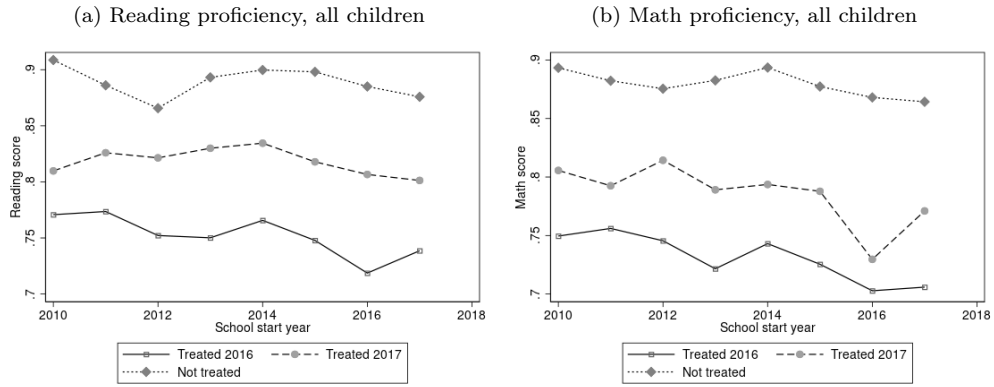 (a) Reading proficiency, all children
Reading score
.9
.85
.8
.75
.7
2010 2012 2014 2016 2018
School start year
Treated 2016 Treated 2017
Not treated
(b) Math proficiency, all children
Math score
.9
.85
.8
.75
.7
2010 2012 2014 2016 2018
School start year
Treated 2016 Treated 2017
Not treated